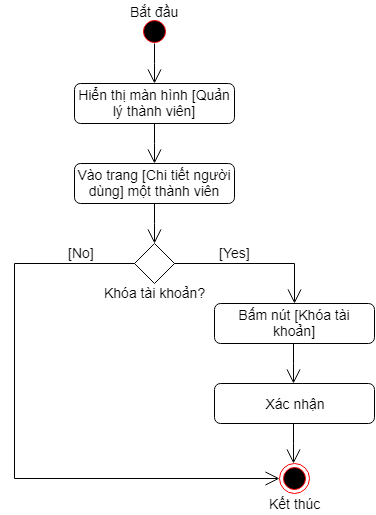 Bắt đầu
Hiển thị màn hình [Quản
lý thành viên]
Vào trang [Chi tiết người
dùng] một thành viên
[No]
[Yes]
Khóa tài khoản?
Bấm nút [Khóa tài
khoản]
Xác nhận
Kết thúc